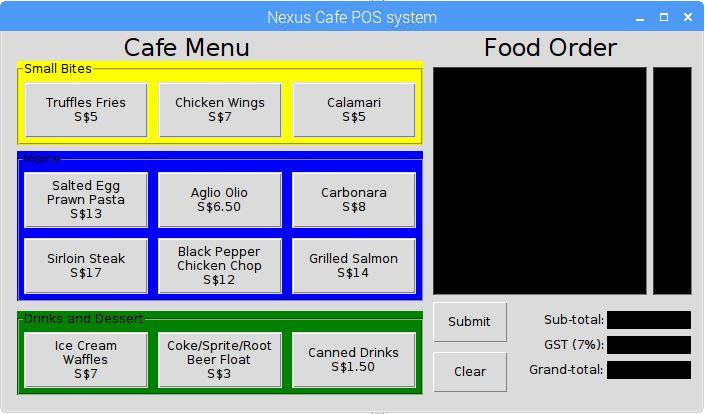 Nexus Cafe POS system
Cafe Menu
Food Order
Small Bites
Truffles Fries
S$5
Chicken Wings
S$7
Calamari
S$5
Mains
Salted Egg
Prawn Pasta
S$13
Aglio Olio
S$6.50
Carbonara
S$8
Sirloin Steak
S$17
Black Pepper
Chicken Chop
S$12
Grilled Salmon
S$14
Drinks and Dessert
Ice Cream
Waffles
S$7
Coke/Sprite/Root
Beer Float
S$3
Canned Drinks
S$1.50
Submit
Clear
Sub-total:
GST (7%):
Grand-total: